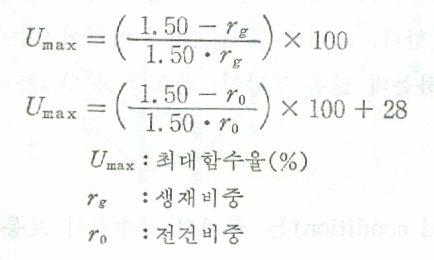 U_max = ( (1.50 − r_g) / (1.50 · r_g) ) × 100
U_max = ( (1.50 − r_0) / (1.50 · r_0) ) × 100 + 28
U_max : 최대함수율(%)
r_g : 생재비중
r_0 : 전건비중